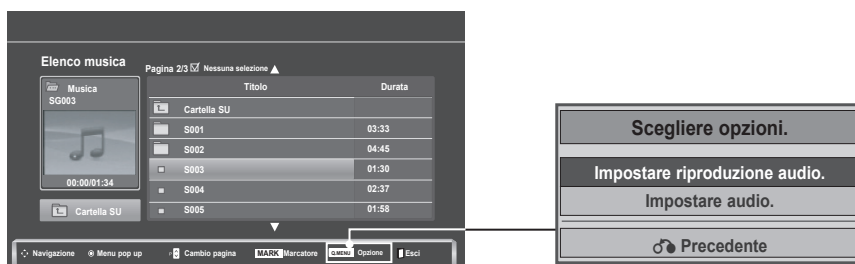 Elenco musica
Pagina 2/3 Nessuna selezione
Musica
SG003
00:00/01:34
Cartella SU
Titolo Durata
Cartella SU
S001 03:33
S002 04:45
S003 01:30
S004 02:37
S005 01:58
Navigazione Menu pop up P Cambio pagina MARK Marcatore Q.MENU Opzione Esci
Scegliere opzioni.
Impostare riproduzione audio.
Impostare audio.
Precedente